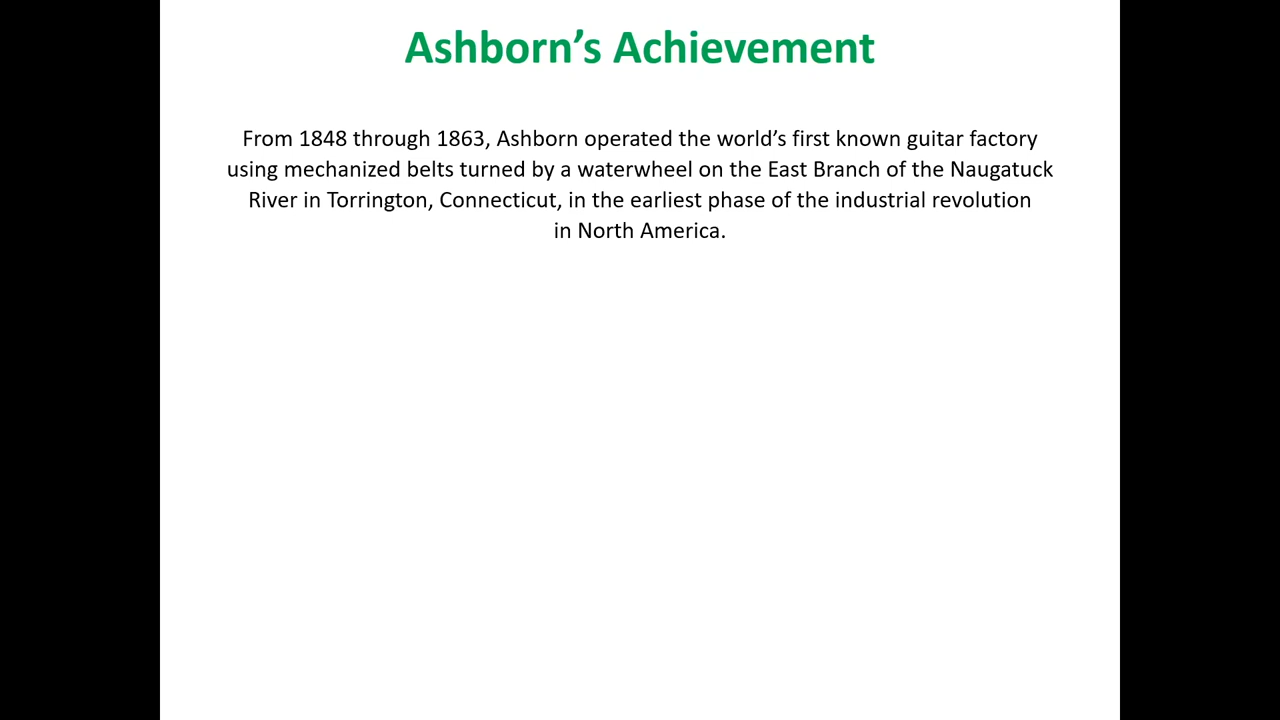 Ashborn’s Achievement
From 1848 through 1863, Ashborn operated the world’s first known guitar factory
using mechanized belts turned by a waterwheel on the East Branch of the Naugatuck
River in Torrington, Connecticut, in the earliest phase of the industrial revolution
in North America.